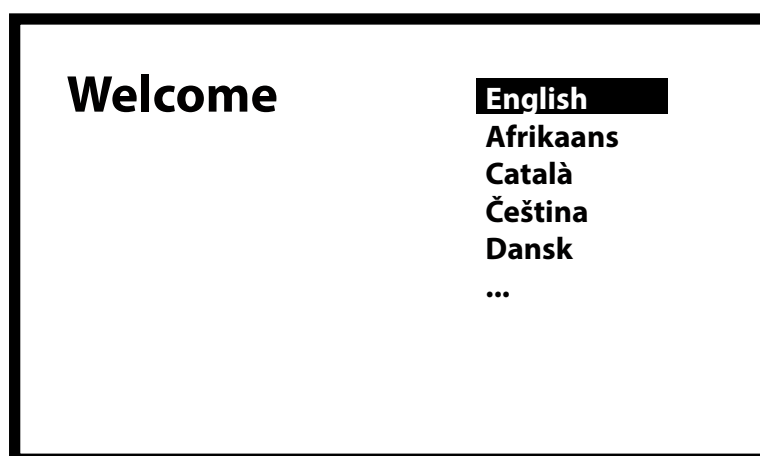 Welcome
English
Afrikaans
Català
Čeština
Dansk
...